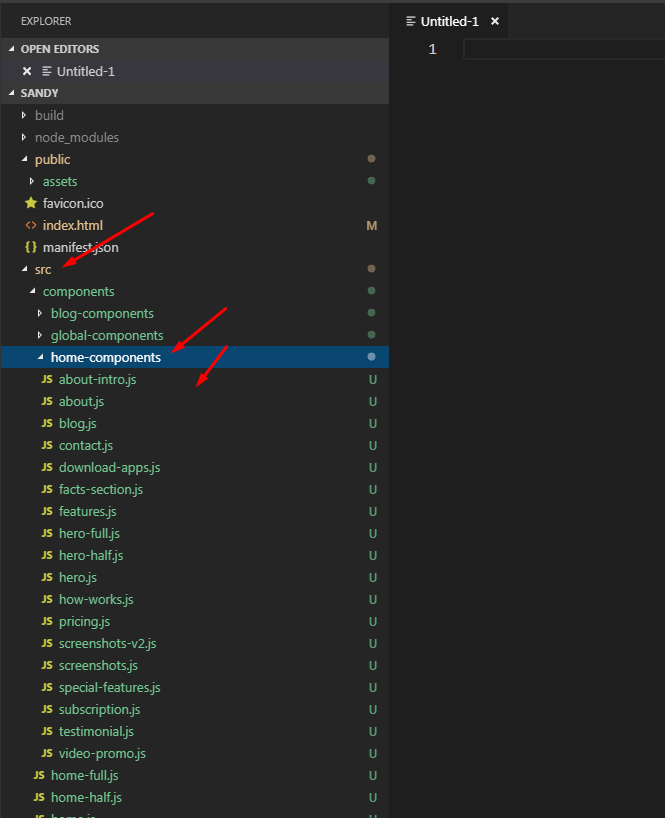 EXPLORER
Untitled-1
OPEN EDITORS
Untitled-1
1
SANDY
build
node_modules
public
assets
favicon.ico
<> index.html M
{} manifest.json
src
components
blog-components
global-components
home-components
JS about-intro.js U
JS about.js U
JS blog.js U
JS contact.js U
JS download-apps.js U
JS facts-section.js U
JS features.js U
JS hero-full.js U
JS hero-half.js U
JS hero.js U
JS how-works.js U
JS pricing.js U
JS screenshots-v2.js U
JS screenshots.js U
JS special-features.js U
JS subscription.js U
JS testimonial.js U
JS video-promo.js U
JS home-full.js U
JS home-half.js U